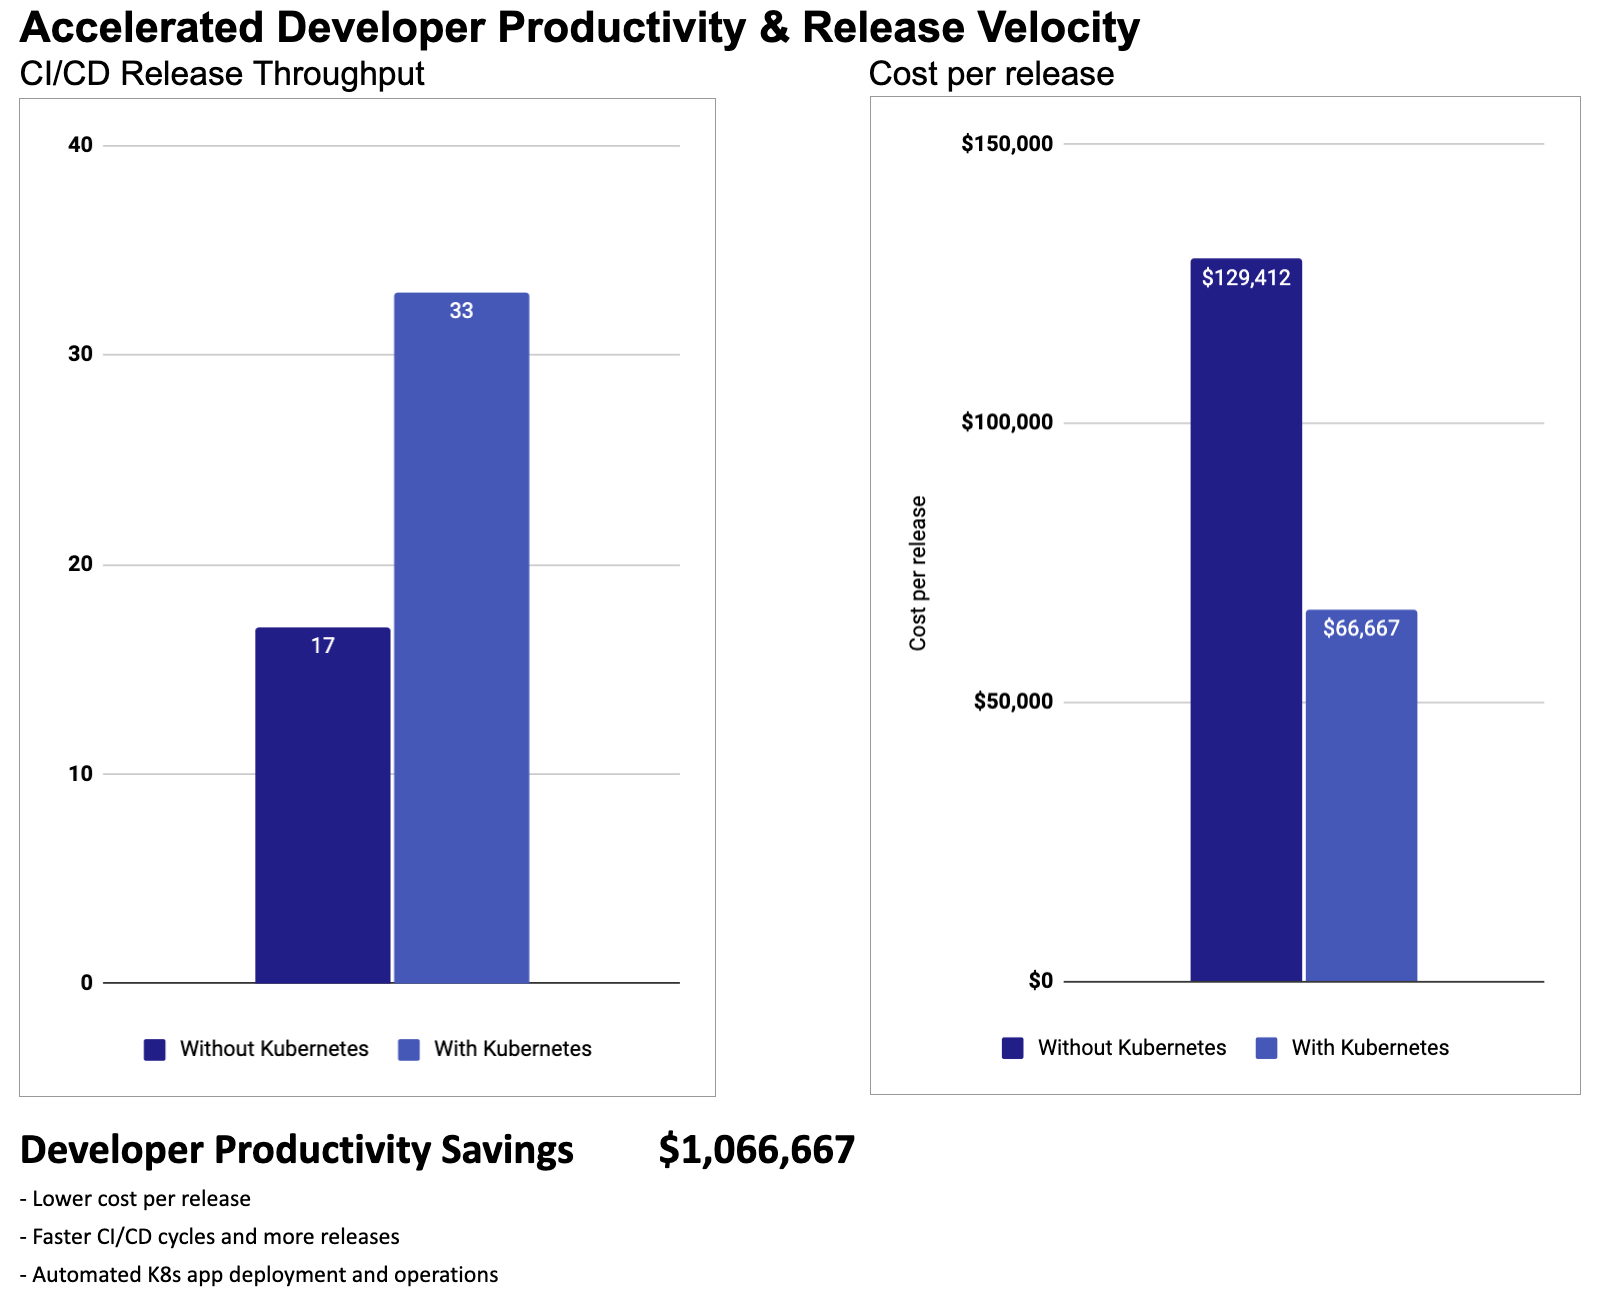 Accelerated Developer Productivity & Release Velocity
CI/CD Release Throughput
40
30
20
10
0
33
17
Without Kubernetes
With Kubernetes
Cost per release
$150,000
$100,000
$50,000
$0
Cost per release
$129,412
$66,667
Without Kubernetes
With Kubernetes
Developer Productivity Savings $1,066,667
- Lower cost per release
- Faster CI/CD cycles and more releases
- Automated K8s app deployment and operations